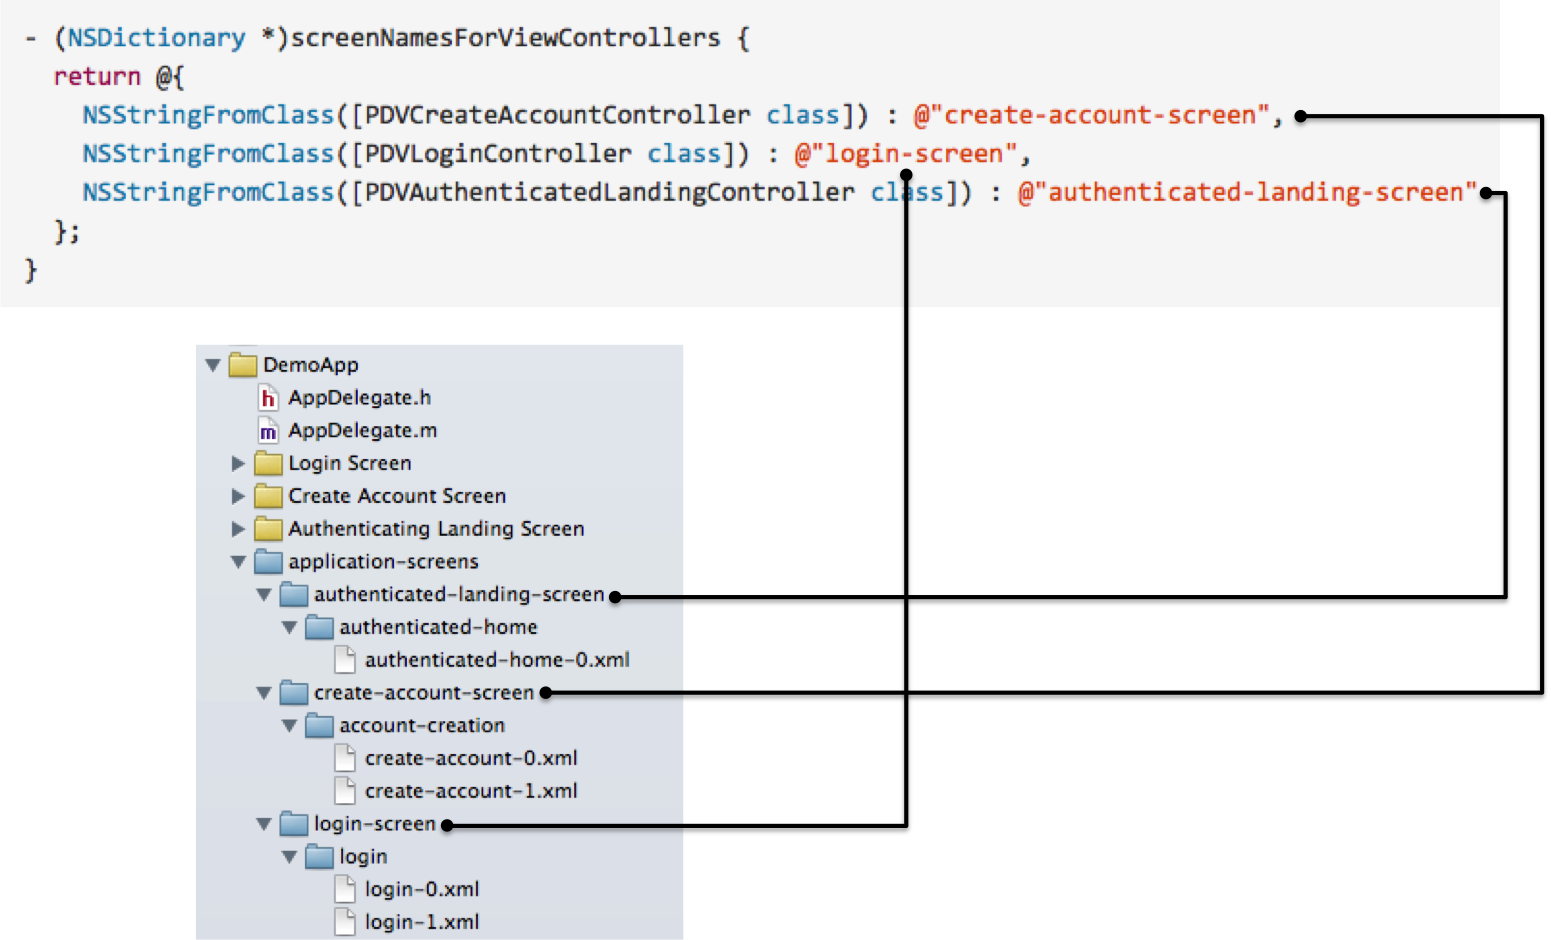 - (NSDictionary *)screenNamesForViewControllers {
return @{
NSStringFromClass([PDVCreateAccountController class]) : @"create-account-screen",
NSStringFromClass([PDVLoginController class]) : @"login-screen",
NSStringFromClass([PDVAuthenticatedLandingController class]) : @"authenticated-landing-screen"
};
}
DemoApp
h AppDelegate.h
m AppDelegate.m
Login Screen
Create Account Screen
Authenticating Landing Screen
application-screens
authenticated-landing-screen
authenticated-home
authenticated-home-0.xml
create-account-screen
account-creation
create-account-0.xml
create-account-1.xml
login-screen
login
login-0.xml
login-1.xml